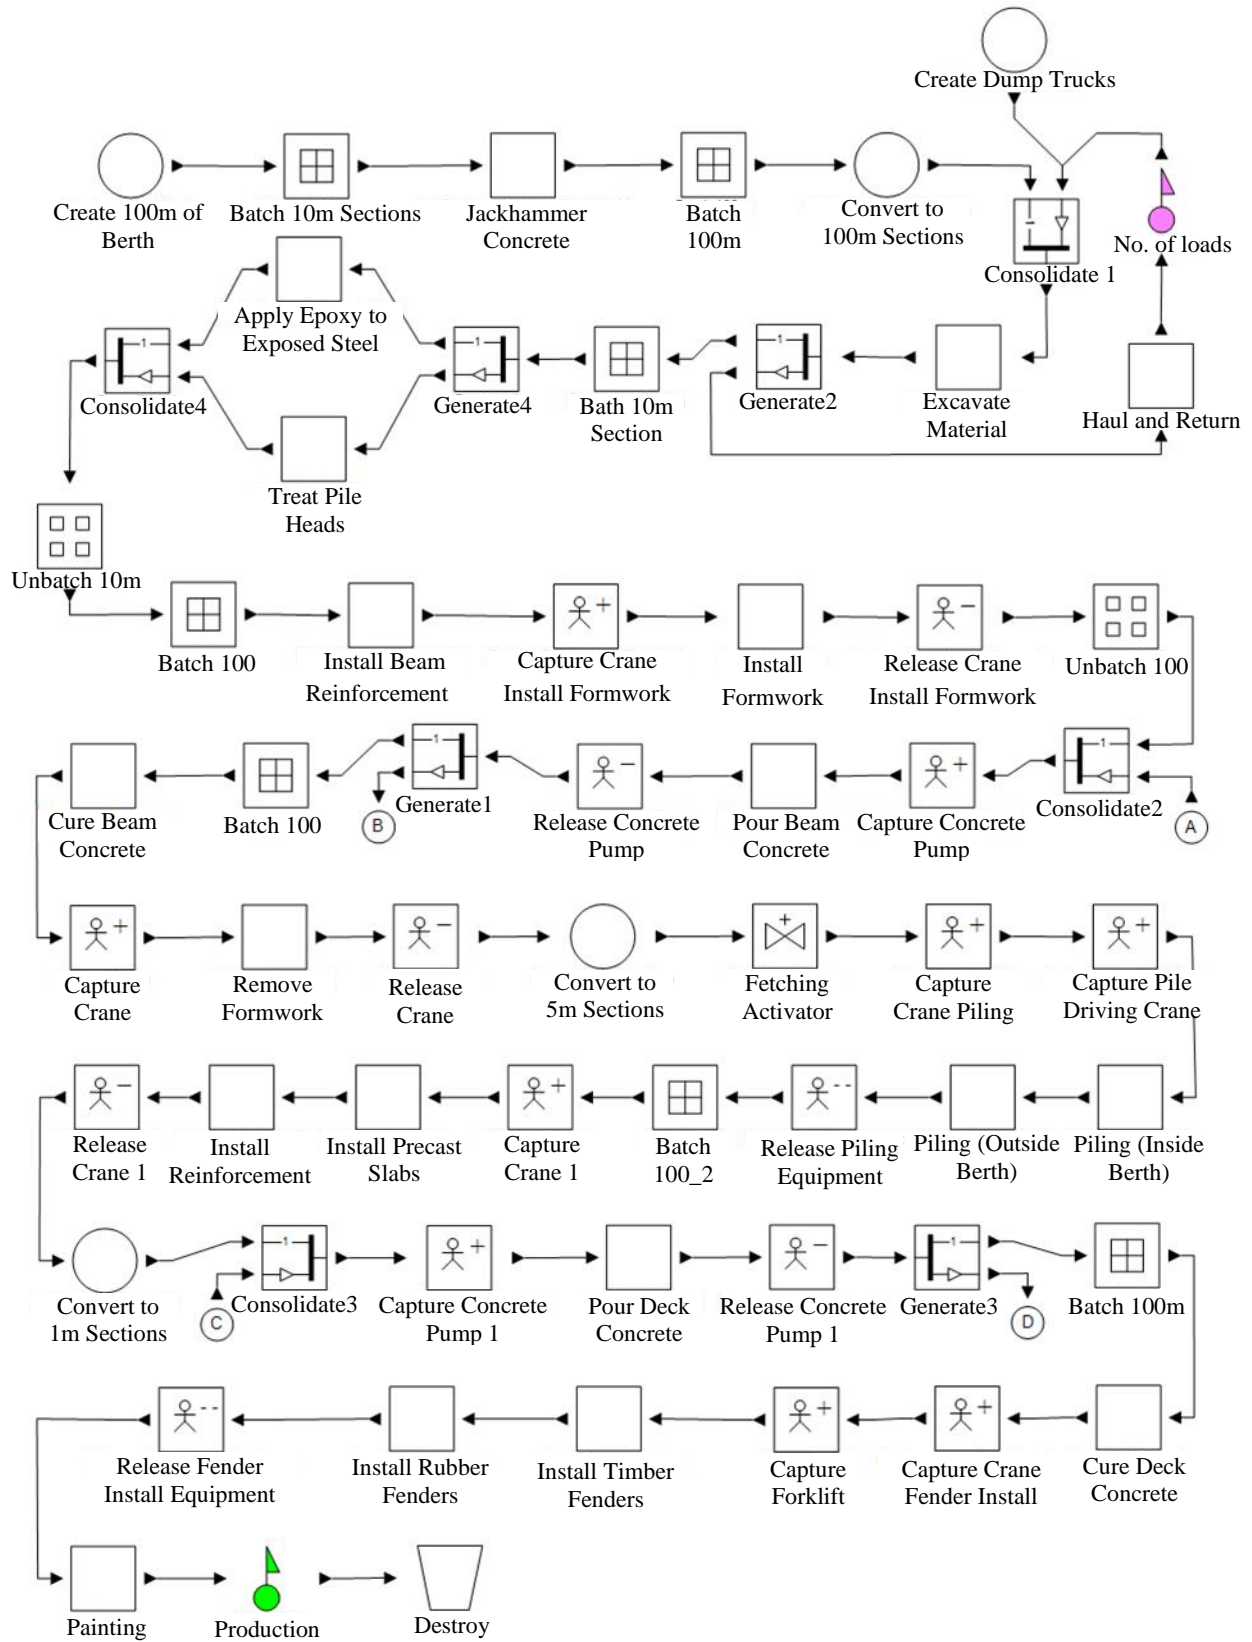 Create Dump Trucks
Create 100m of
Berth
Batch 10m Sections
Jackhammer
Concrete
Batch
100m
Convert to
100m Sections
Consolidate 1
No. of loads
Apply Epoxy to
Exposed Steel
Consolidate4
Generate4
Bath 10m
Section
Generate2
Excavate
Material
Haul and Return
Treat Pile
Heads
Unbatch 10m
Batch 100
Install Beam
Reinforcement
Capture Crane
Install Formwork
Install
Formwork
Release Crane
Install Formwork
Unbatch 100
Cure Beam
Concrete
Batch 100
B
Generate1
Release Concrete
Pump
Pour Beam
Concrete
Capture Concrete
Pump
Consolidate2
A
Capture
Crane
Remove
Formwork
Release
Crane
Convert to
5m Sections
Fetching
Activator
Capture
Crane Piling
Capture Pile
Driving Crane
Release
Crane 1
Install
Reinforcement
Install Precast
Slabs
Capture
Crane 1
Batch
100_2
Release Piling
Equipment
Piling (Outside
Berth)
Piling (Inside
Berth)
Convert to
1m Sections
C
Consolidate3
Capture Concrete
Pump 1
Pour Deck
Concrete
Release Concrete
Pump 1
Generate3
D
Batch 100m
Release Fender
Install Equipment
Install Rubber
Fenders
Install Timber
Fenders
Capture
Forklift
Capture Crane
Fender Install
Cure Deck
Concrete
Painting
Production
Destroy